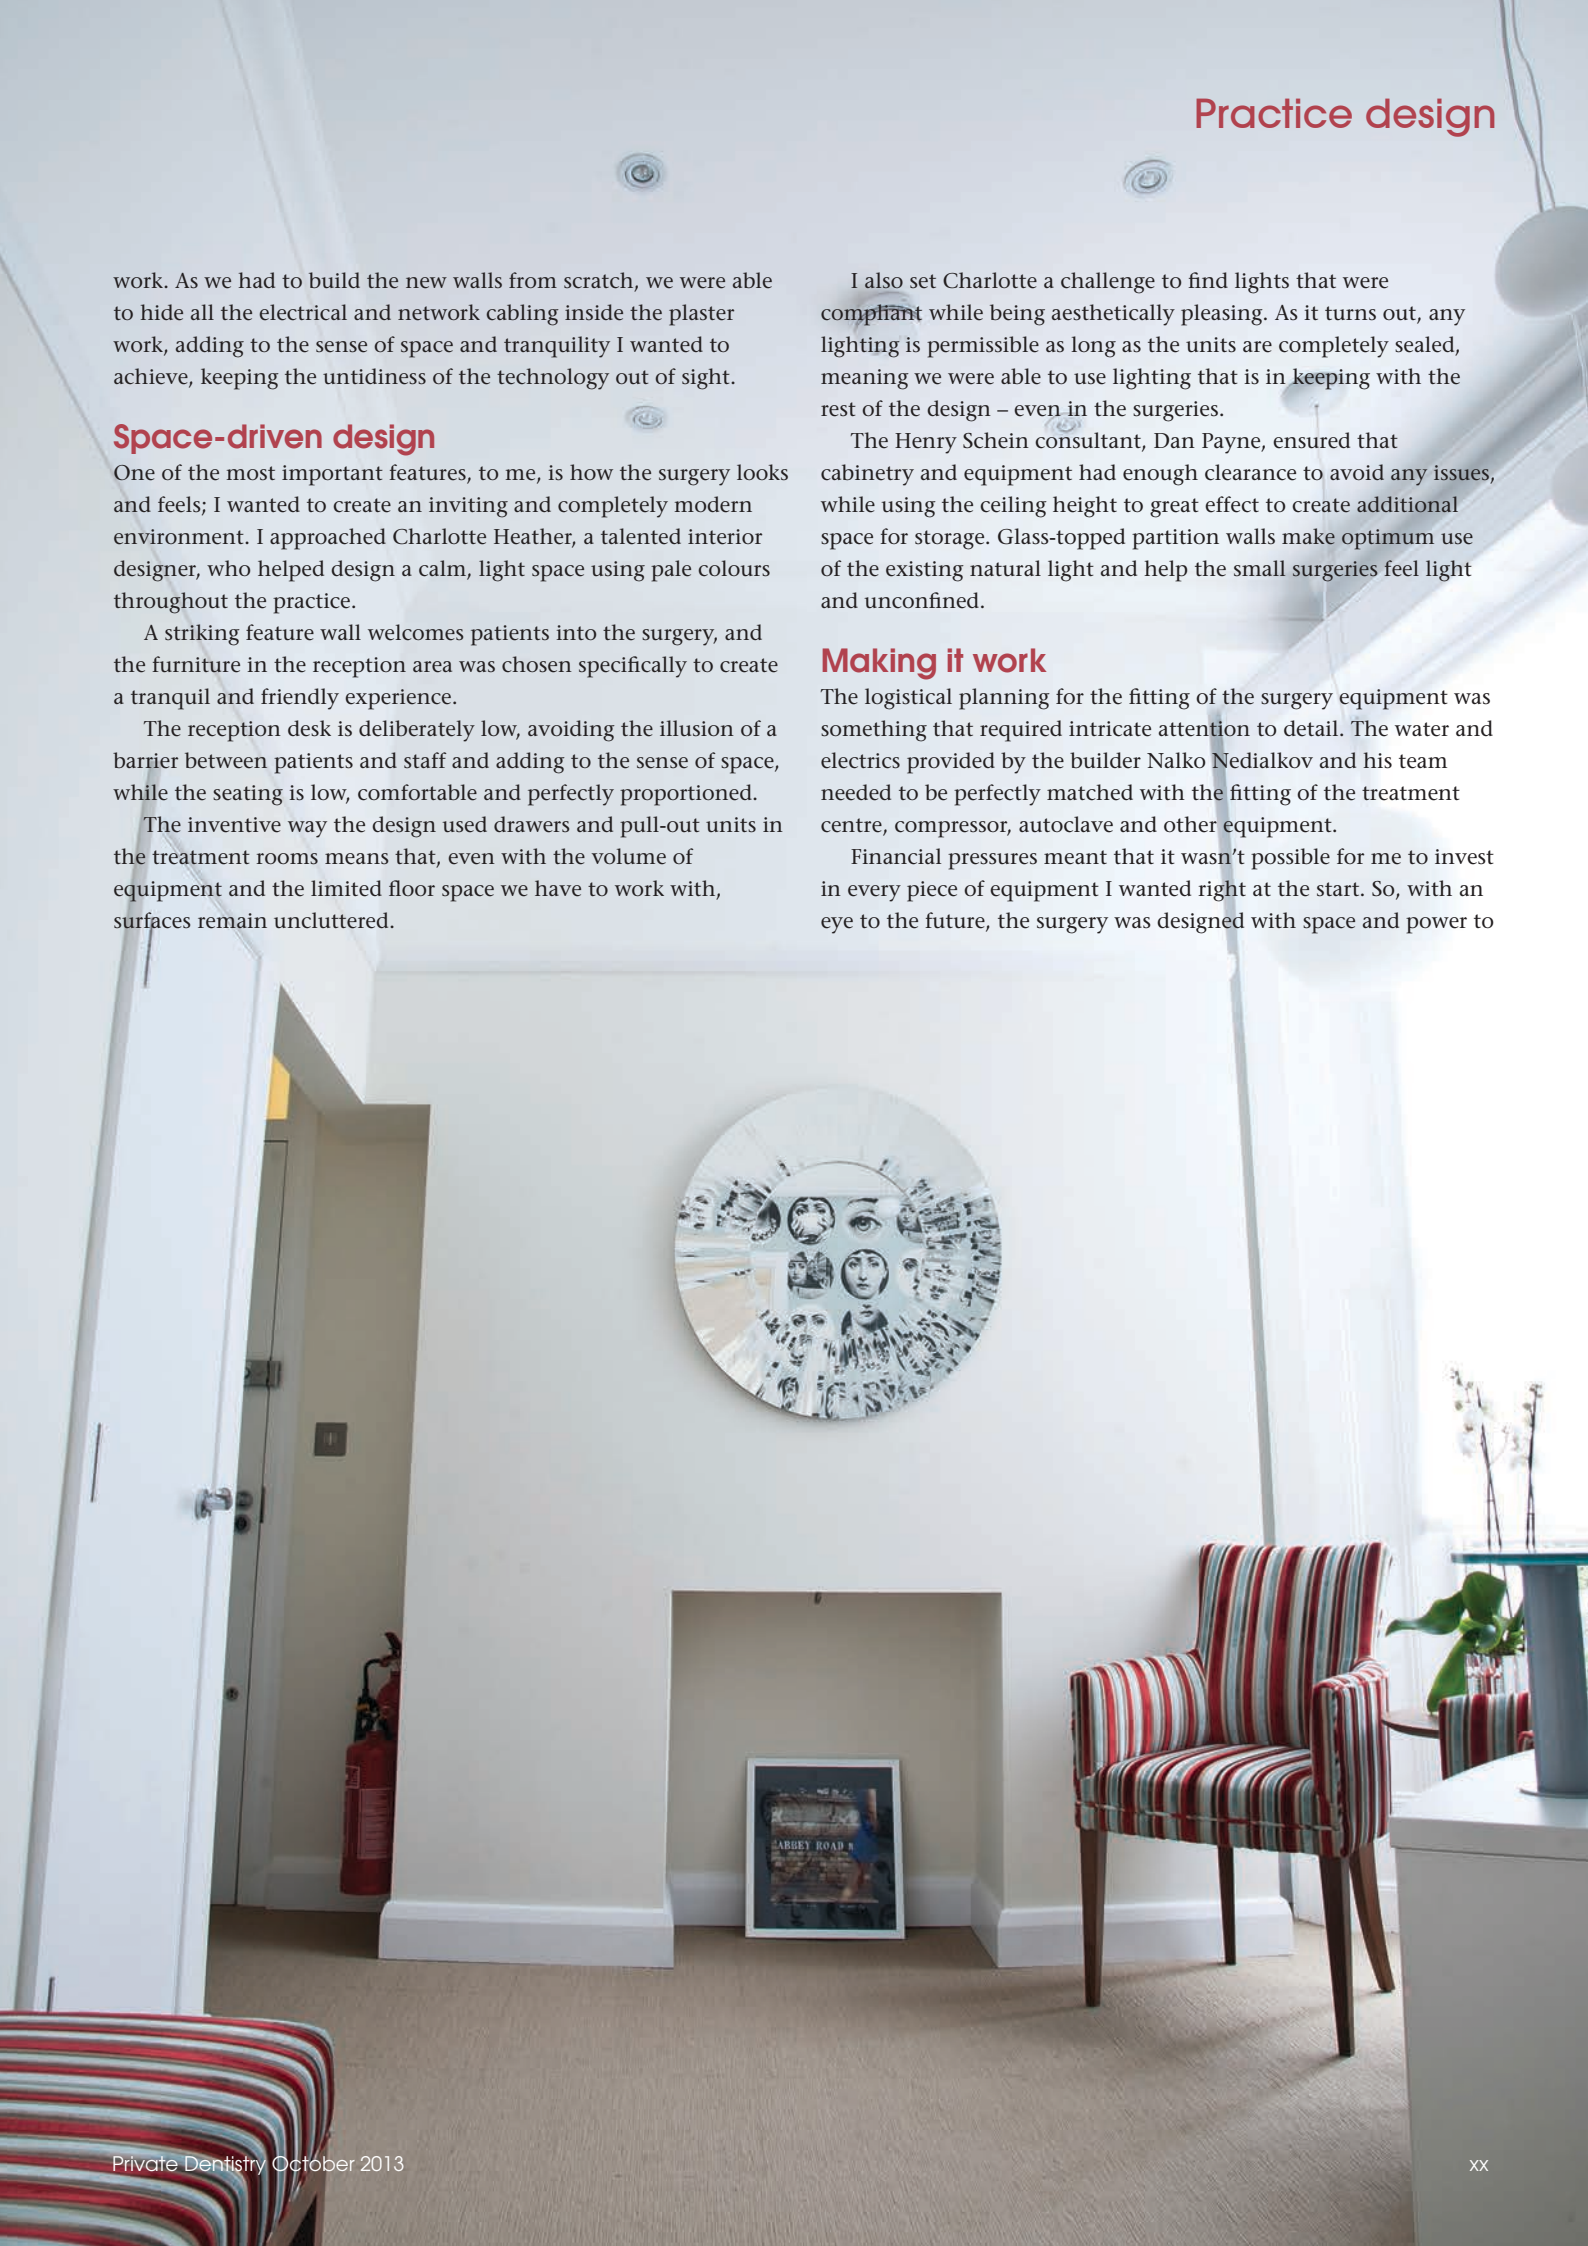 Practice design
work. As we had to build the new walls from scratch, we were able
to hide all the electrical and network cabling inside the plaster
work, adding to the sense of space and tranquility I wanted to
achieve, keeping the untidiness of the technology out of sight.
Space-driven design
One of the most important features, to me, is how the surgery looks
and feels; I wanted to create an inviting and completely modern
environment. I approached Charlotte Heather, a talented interior
designer, who helped design a calm, light space using pale colours
throughout the practice.
A striking feature wall welcomes patients into the surgery, and
the furniture in the reception area was chosen specifically to create
a tranquil and friendly experience.
The reception desk is deliberately low, avoiding the illusion of a
barrier between patients and staff and adding to the sense of space,
while the seating is low, comfortable and perfectly proportioned.
The inventive way the design used drawers and pull-out units in
the treatment rooms means that, even with the volume of
equipment and the limited floor space we have to work with,
surfaces remain uncluttered.
I also set Charlotte a challenge to find lights that were
compliant while being aesthetically pleasing. As it turns out, any
lighting is permissible as long as the units are completely sealed,
meaning we were able to use lighting that is in keeping with the
rest of the design – even in the surgeries.
The Henry Schein consultant, Dan Payne, ensured that
cabinetry and equipment had enough clearance to avoid any issues,
while using the ceiling height to great effect to create additional
space for storage. Glass-topped partition walls make optimum use
of the existing natural light and help the small surgeries feel light
and unconfined.
Making it work
The logistical planning for the fitting of the surgery equipment was
something that required intricate attention to detail. The water and
electrics provided by the builder Nalko Nedialkov and his team
needed to be perfectly matched with the fitting of the treatment
centre, compressor, autoclave and other equipment.
Financial pressures meant that it wasn't possible for me to invest
in every piece of equipment I wanted right at the start. So, with an
eye to the future, the surgery was designed with space and power to
ABBEY ROAD
Private Dentistry October 2013
xx